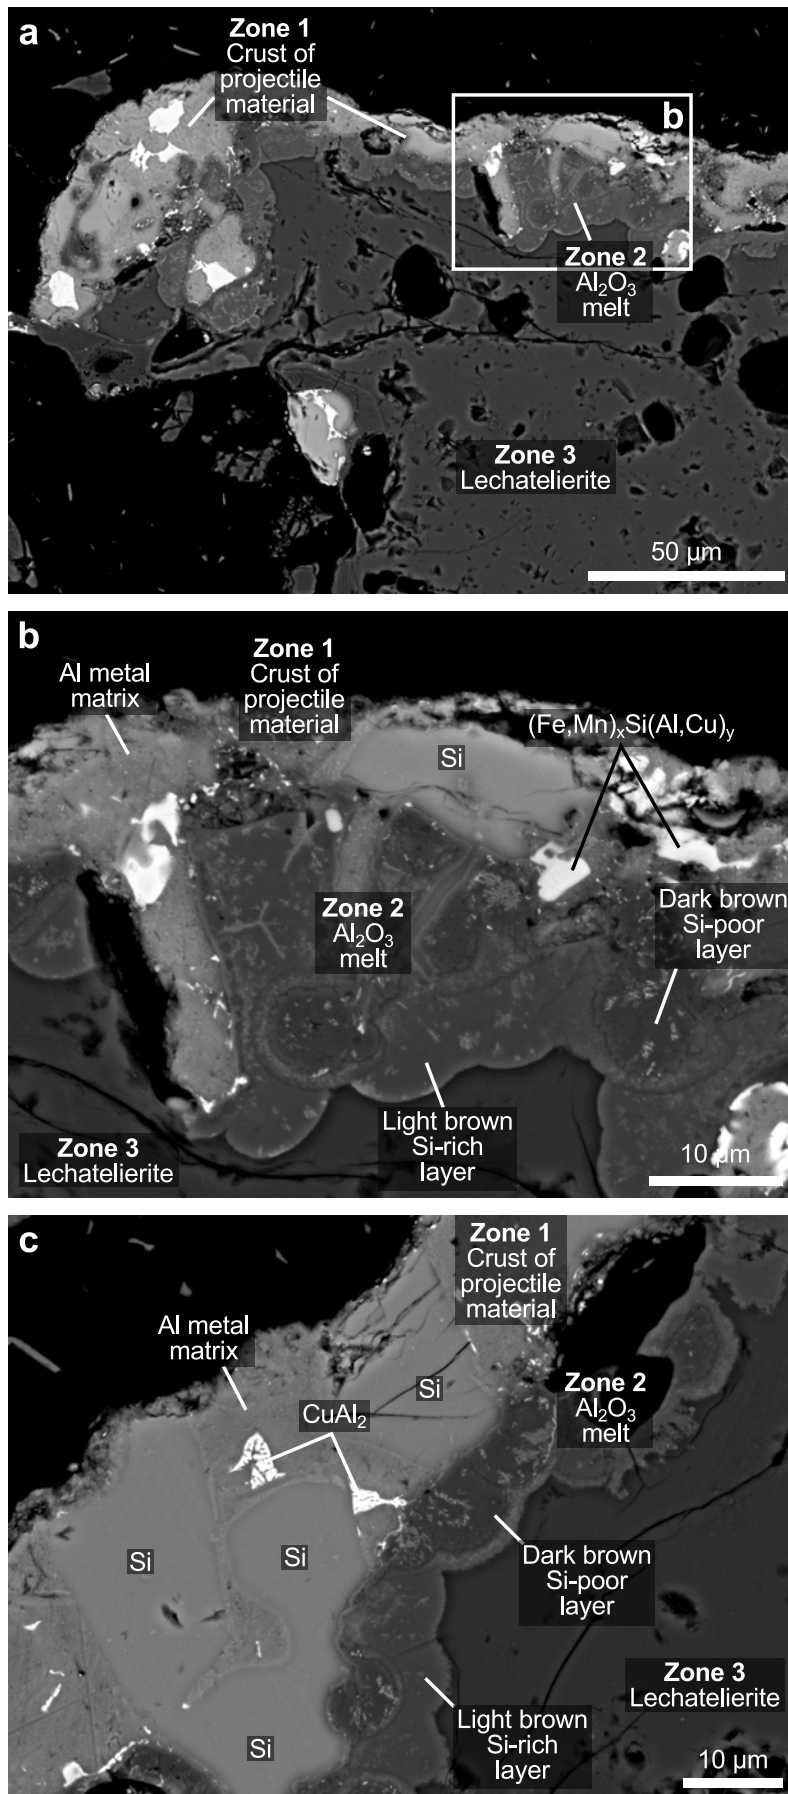 a
Zone 1
Crust of
projectile
material
b
Zone 2
Al₂O₃
melt
Zone 3
Lechatelierite
50 µm
b
Zone 1
Crust of
projectile
material
Al metal
matrix
(Fe,Mn)ₓSi(Al,Cu)ᵧ
Si
Zone 2
Al₂O₃
melt
Dark brown
Si-poor
layer
Light brown
Si-rich
layer
Zone 3
Lechatelierite
10 µm
c
Zone 1
Crust of
projectile
material
Al metal
matrix
Si
Zone 2
Al₂O₃
melt
CuAl₂
Si
Si
Dark brown
Si-poor
layer
Zone 3
Lechatelierite
Light brown
Si-rich
layer
Si
10 µm